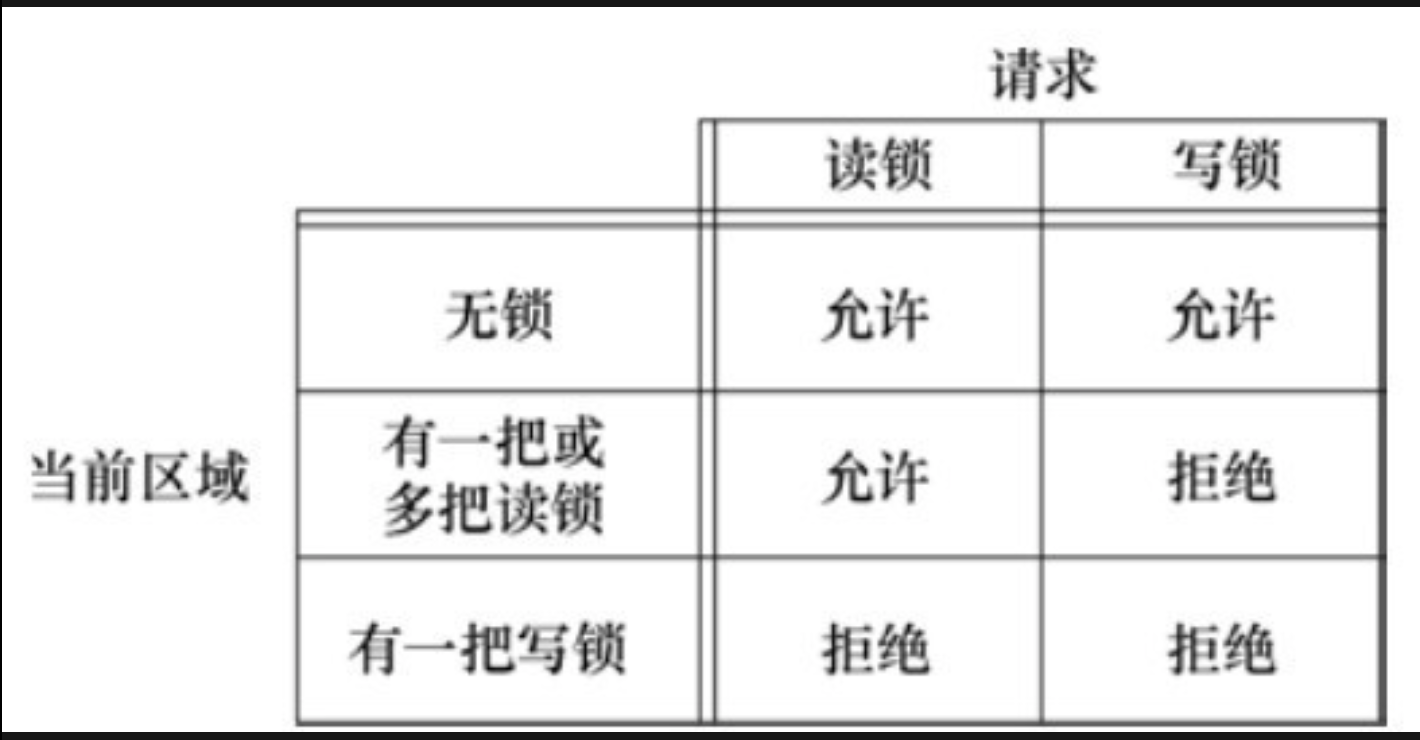 请求
读锁 写锁
无锁 允许 允许
当前区域
有一把或
多把读锁
允许 拒绝
有一把写锁 拒绝 拒绝